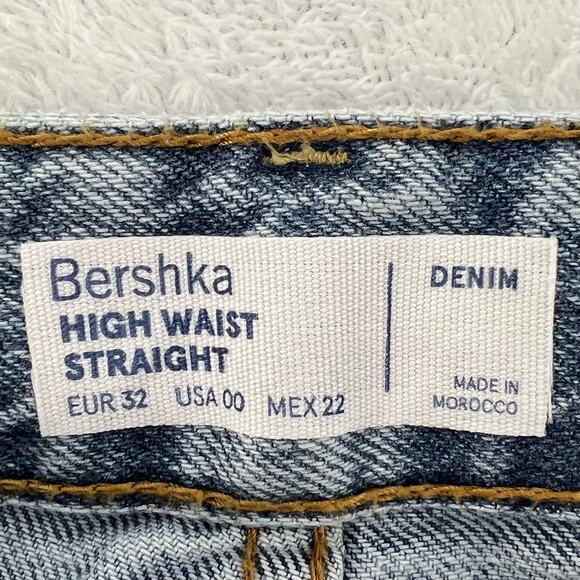 Bershka
HIGH WAIST
STRAIGHT
EUR 32 USA 00 MEX 22
DENIM
MADE IN
MOROCCO